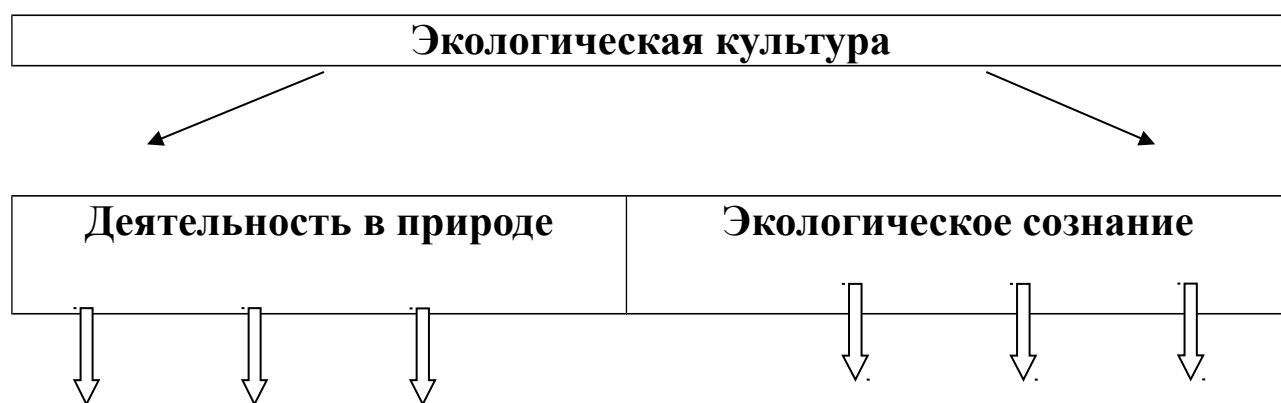 Экологическая культура
Деятельность в природе
Экологическое сознание